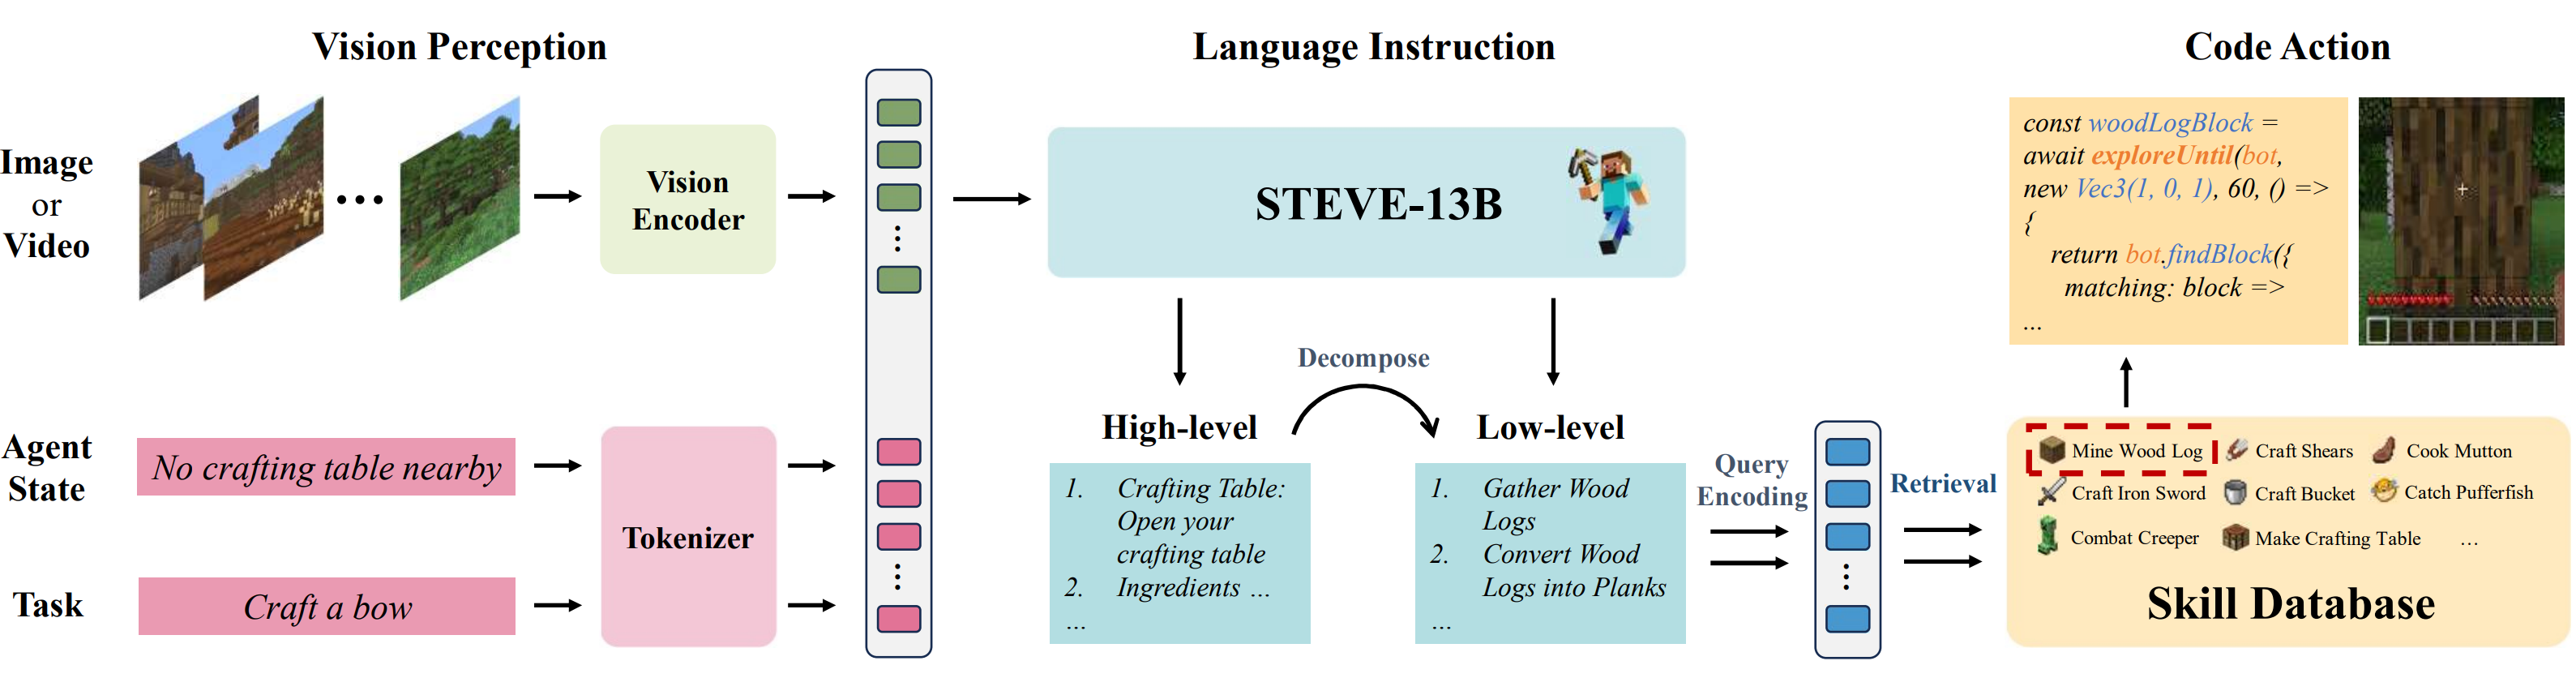 Vision Perception
Language Instruction
Code Action
Image
or
Video
Vision
Encoder
STEVE-13B
const woodLogBlock =
await exploreUntil(bot,
new Vec3(1, 0, 1), 60, () =>
{
return bot.findBlock({
matching: block =>
...
Agent
State
No crafting table nearby
Task
Craft a bow
Tokenizer
Decompose
High-level
1. Crafting Table:
Open your
crafting table
2. Ingredients ...
...
Low-level
1. Gather Wood
Logs
2. Convert Wood
Logs into Planks
...
Query
Encoding
Retrieval
Mine Wood Log
Craft Shears
Cook Mutton
Craft Iron Sword
Craft Bucket
Catch Pufferfish
Combat Creeper
Make Crafting Table
...
Skill Database